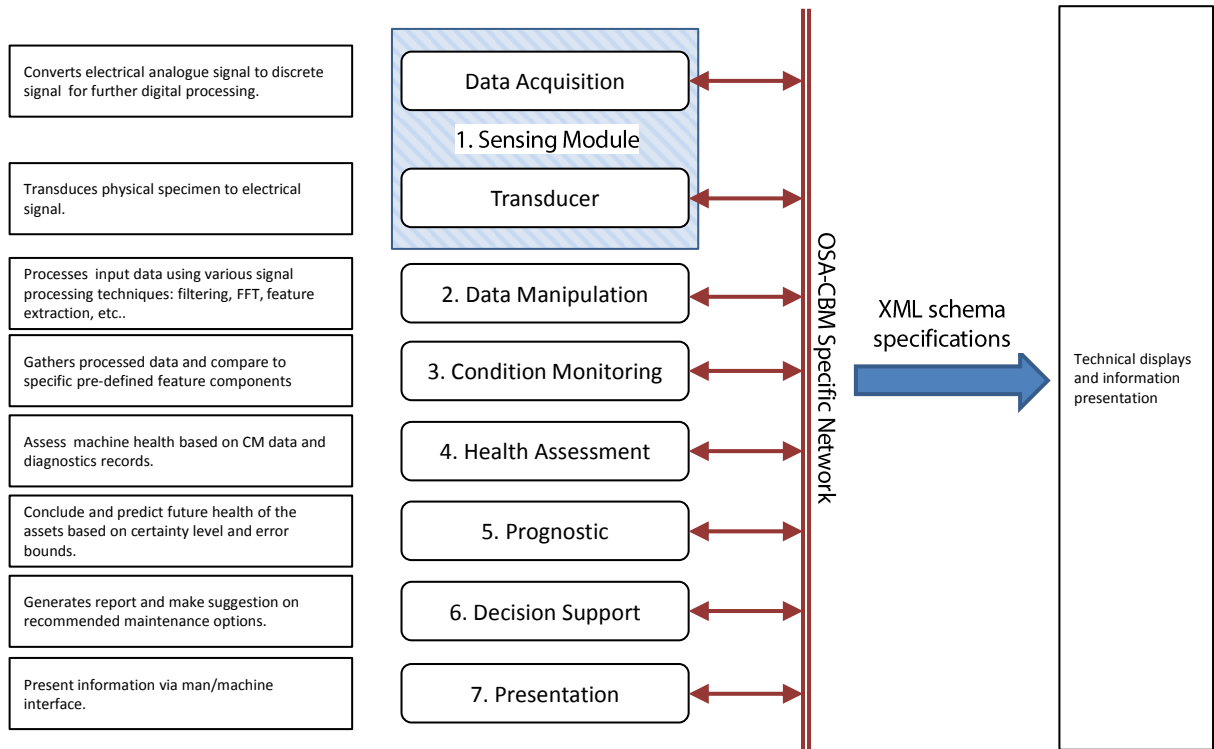 Converts electrical analogue signal to discrete
signal for further digital processing.
Data Acquisition
1. Sensing Module
Transduces physical specimen to electrical
signal.
Transducer
Processes input data using various signal
processing techniques: filtering, FFT, feature
extraction, etc..
2. Data Manipulation
Gathers processed data and compare to
specific pre-defined feature components
3. Condition Monitoring
Assess machine health based on CM data and
diagnostics records.
4. Health Assessment
Conclude and predict future health of the
assets based on certainty level and error
bounds.
5. Prognostic
Generates report and make suggestion on
recommended maintenance options.
6. Decision Support
Present information via man/machine
interface.
7. Presentation
OSA-CBM Specific Network
XML schema
specifications
Technical displays
and information
presentation